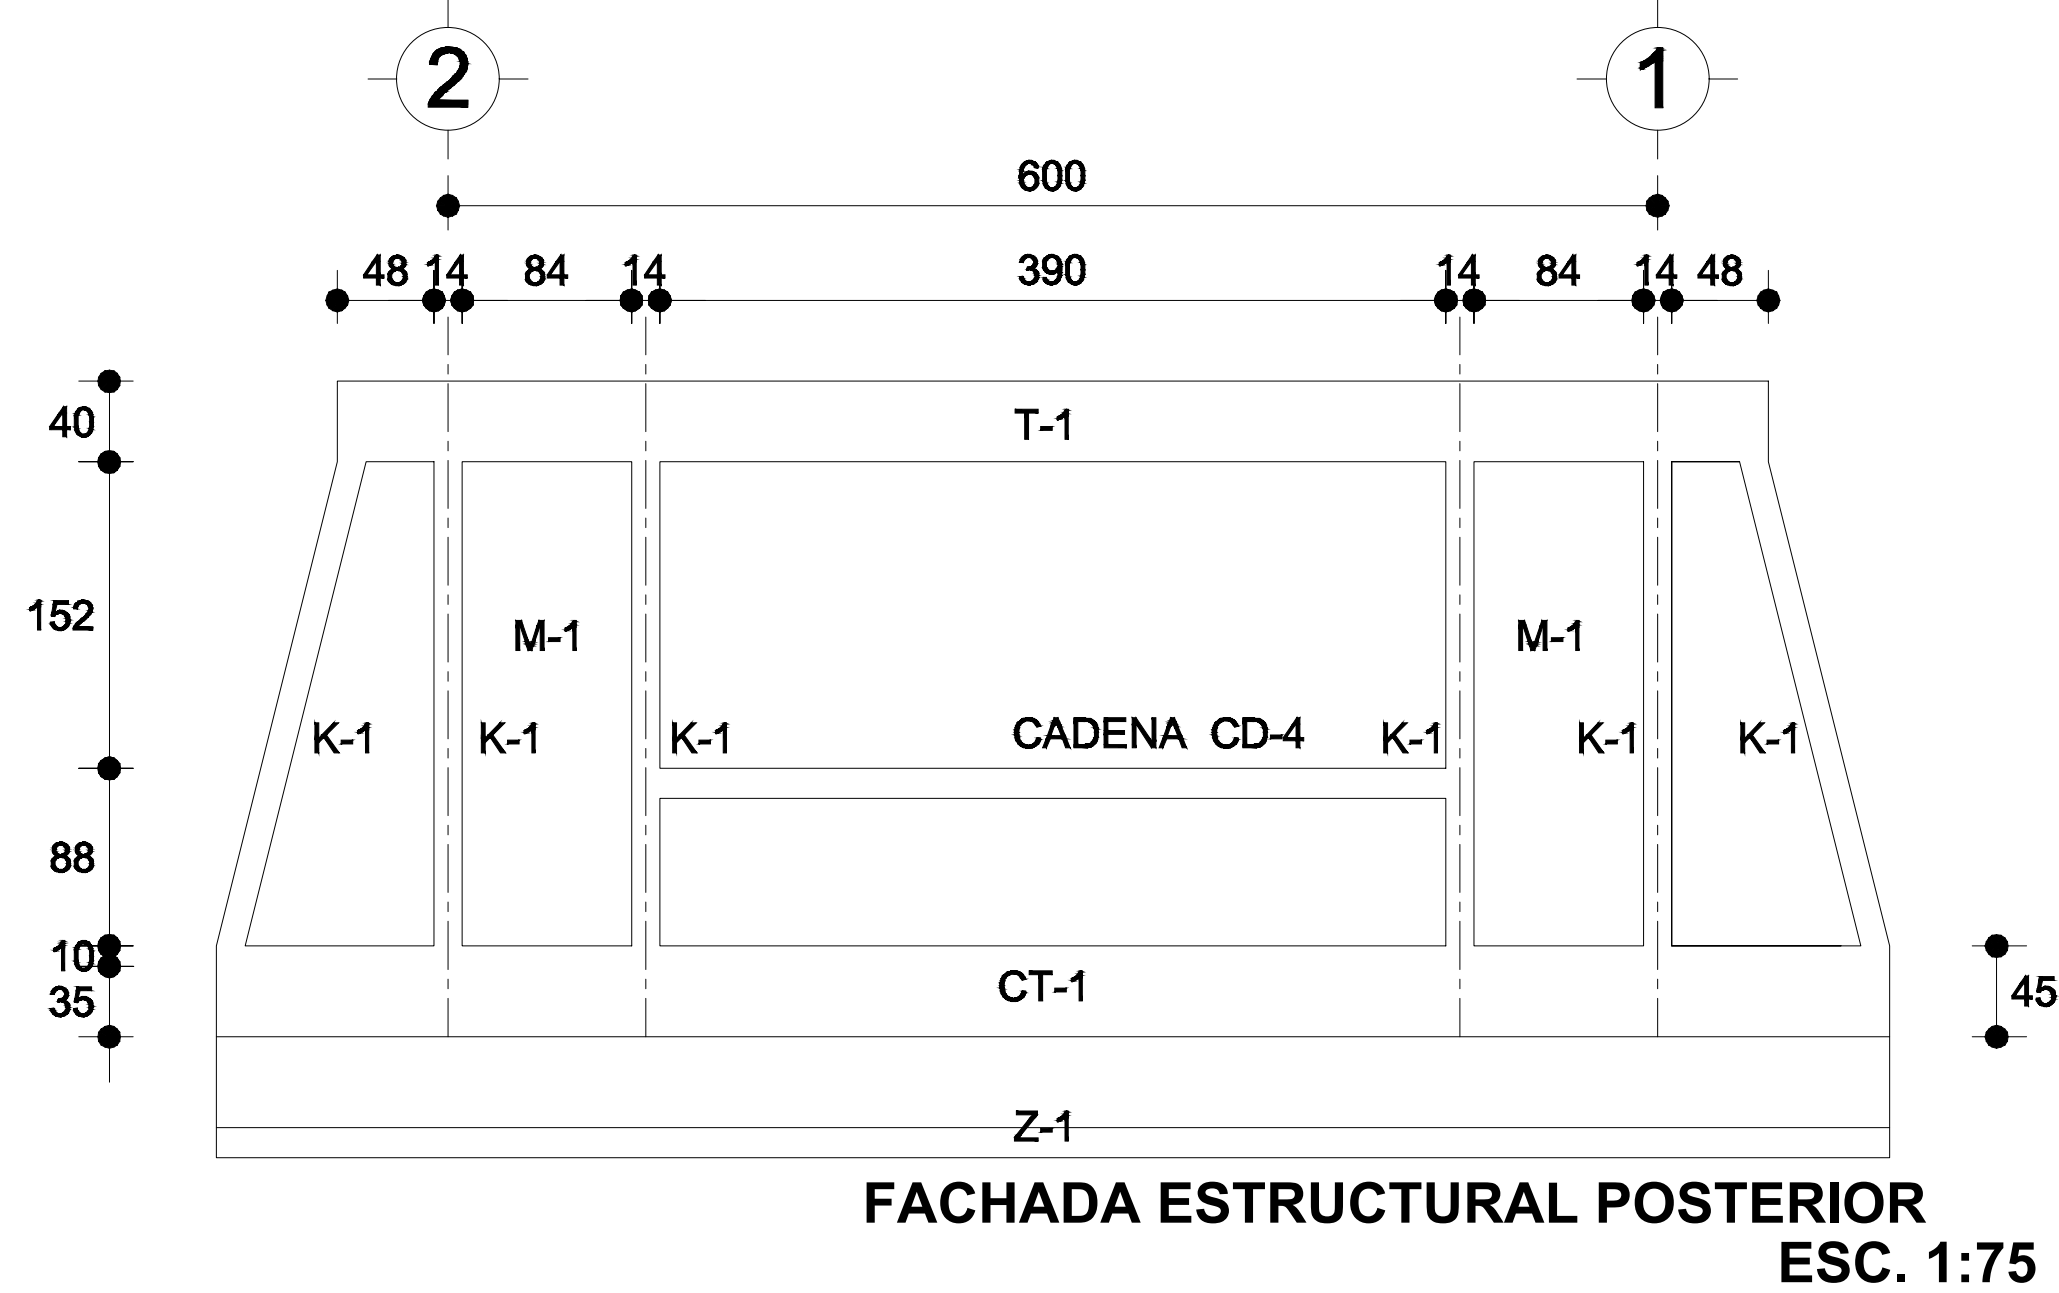 2 1
600
48 14 84 14 390 14 84 14 48
40
T-1
152
M-1 M-1
K-1 K-1 K-1 CADENA CD-4 K-1 K-1 K-1
88
10
35 CT-1 45
Z-1
FACHADA ESTRUCTURAL POSTERIOR
ESC. 1:75